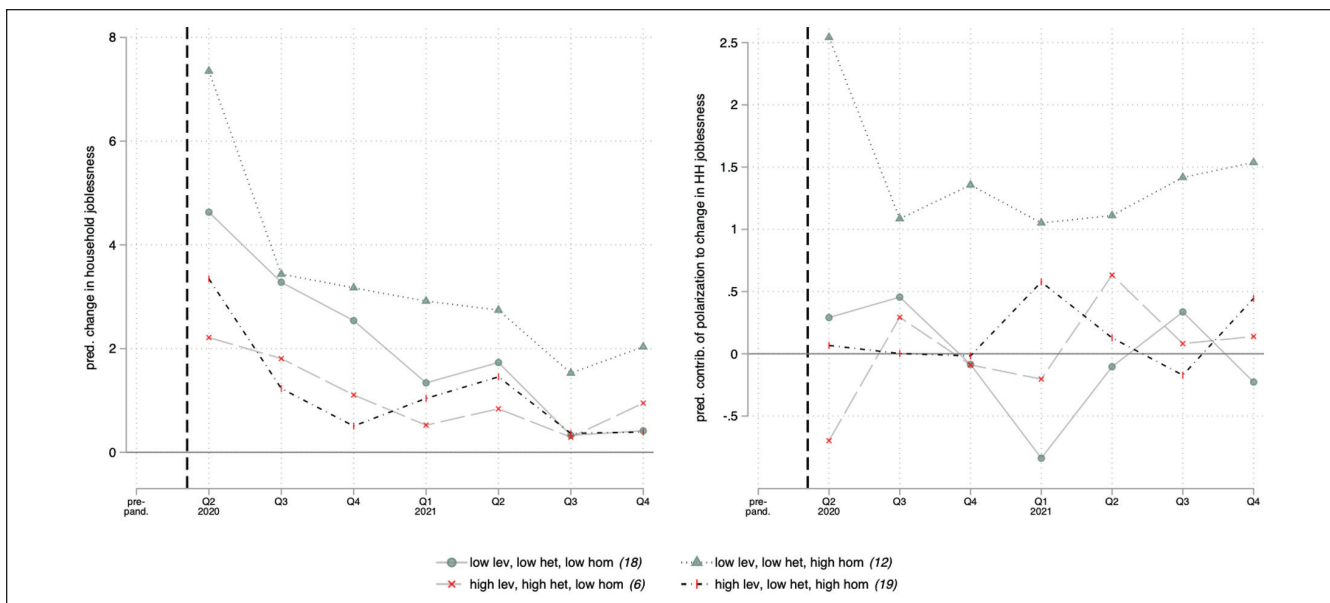 pred. change in household joblessness
8
6
4
2
0
pre-
pand.
Q2
2020
Q3
Q4
Q1
2021
Q2
Q3
Q4
pred. contrib. of polarization to change in HH joblessness
2.5
2
1.5
1
.5
0
-.5
pre-
pand.
Q2
2020
Q3
Q4
Q1
2021
Q2
Q3
Q4
low lev, low het, low hom (18)
low lev, low het, high hom (12)
high lev, high het, low hom (6)
high lev, low het, high hom (19)